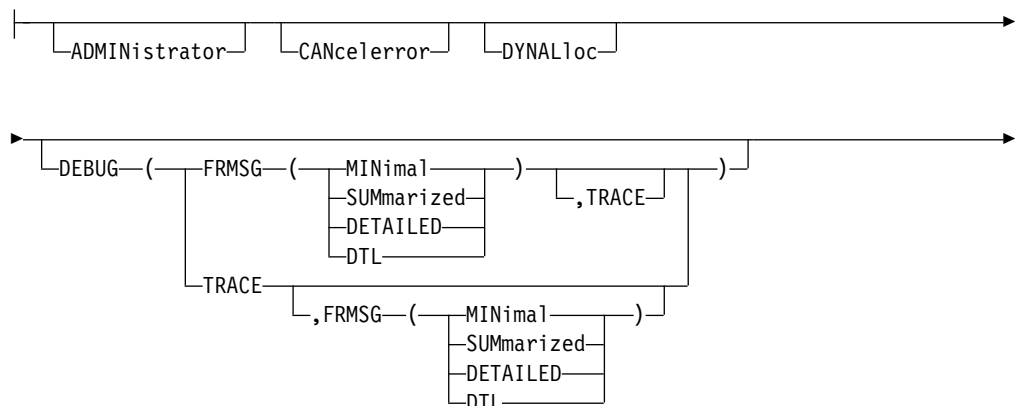 ADMINistrator CANcelerror DYNALloc
DEBUG ( FRMSG ( MINimal ) ,TRACE )
SUMmarized
DETAILED
DTL
TRACE
,FRMSG ( MINimal )
SUMmarized
DETAILED
DTL